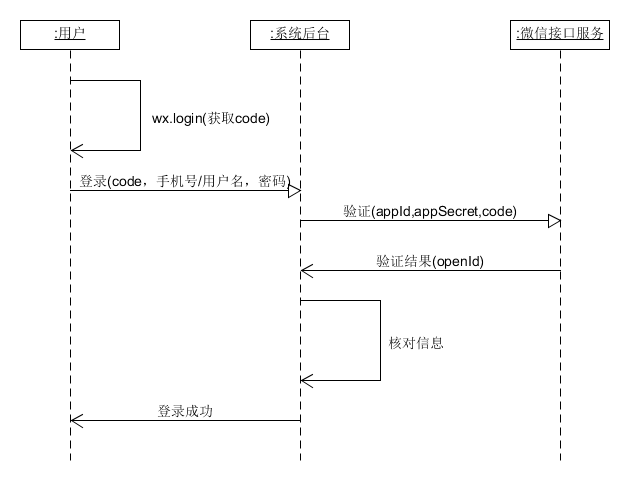 :用户
:系统后台
:微信接口服务
wx.login(获取code)
登录(code，手机号/用户名，密码)
验证(appId,appSecret,code)
验证结果(openId)
核对信息
登录成功